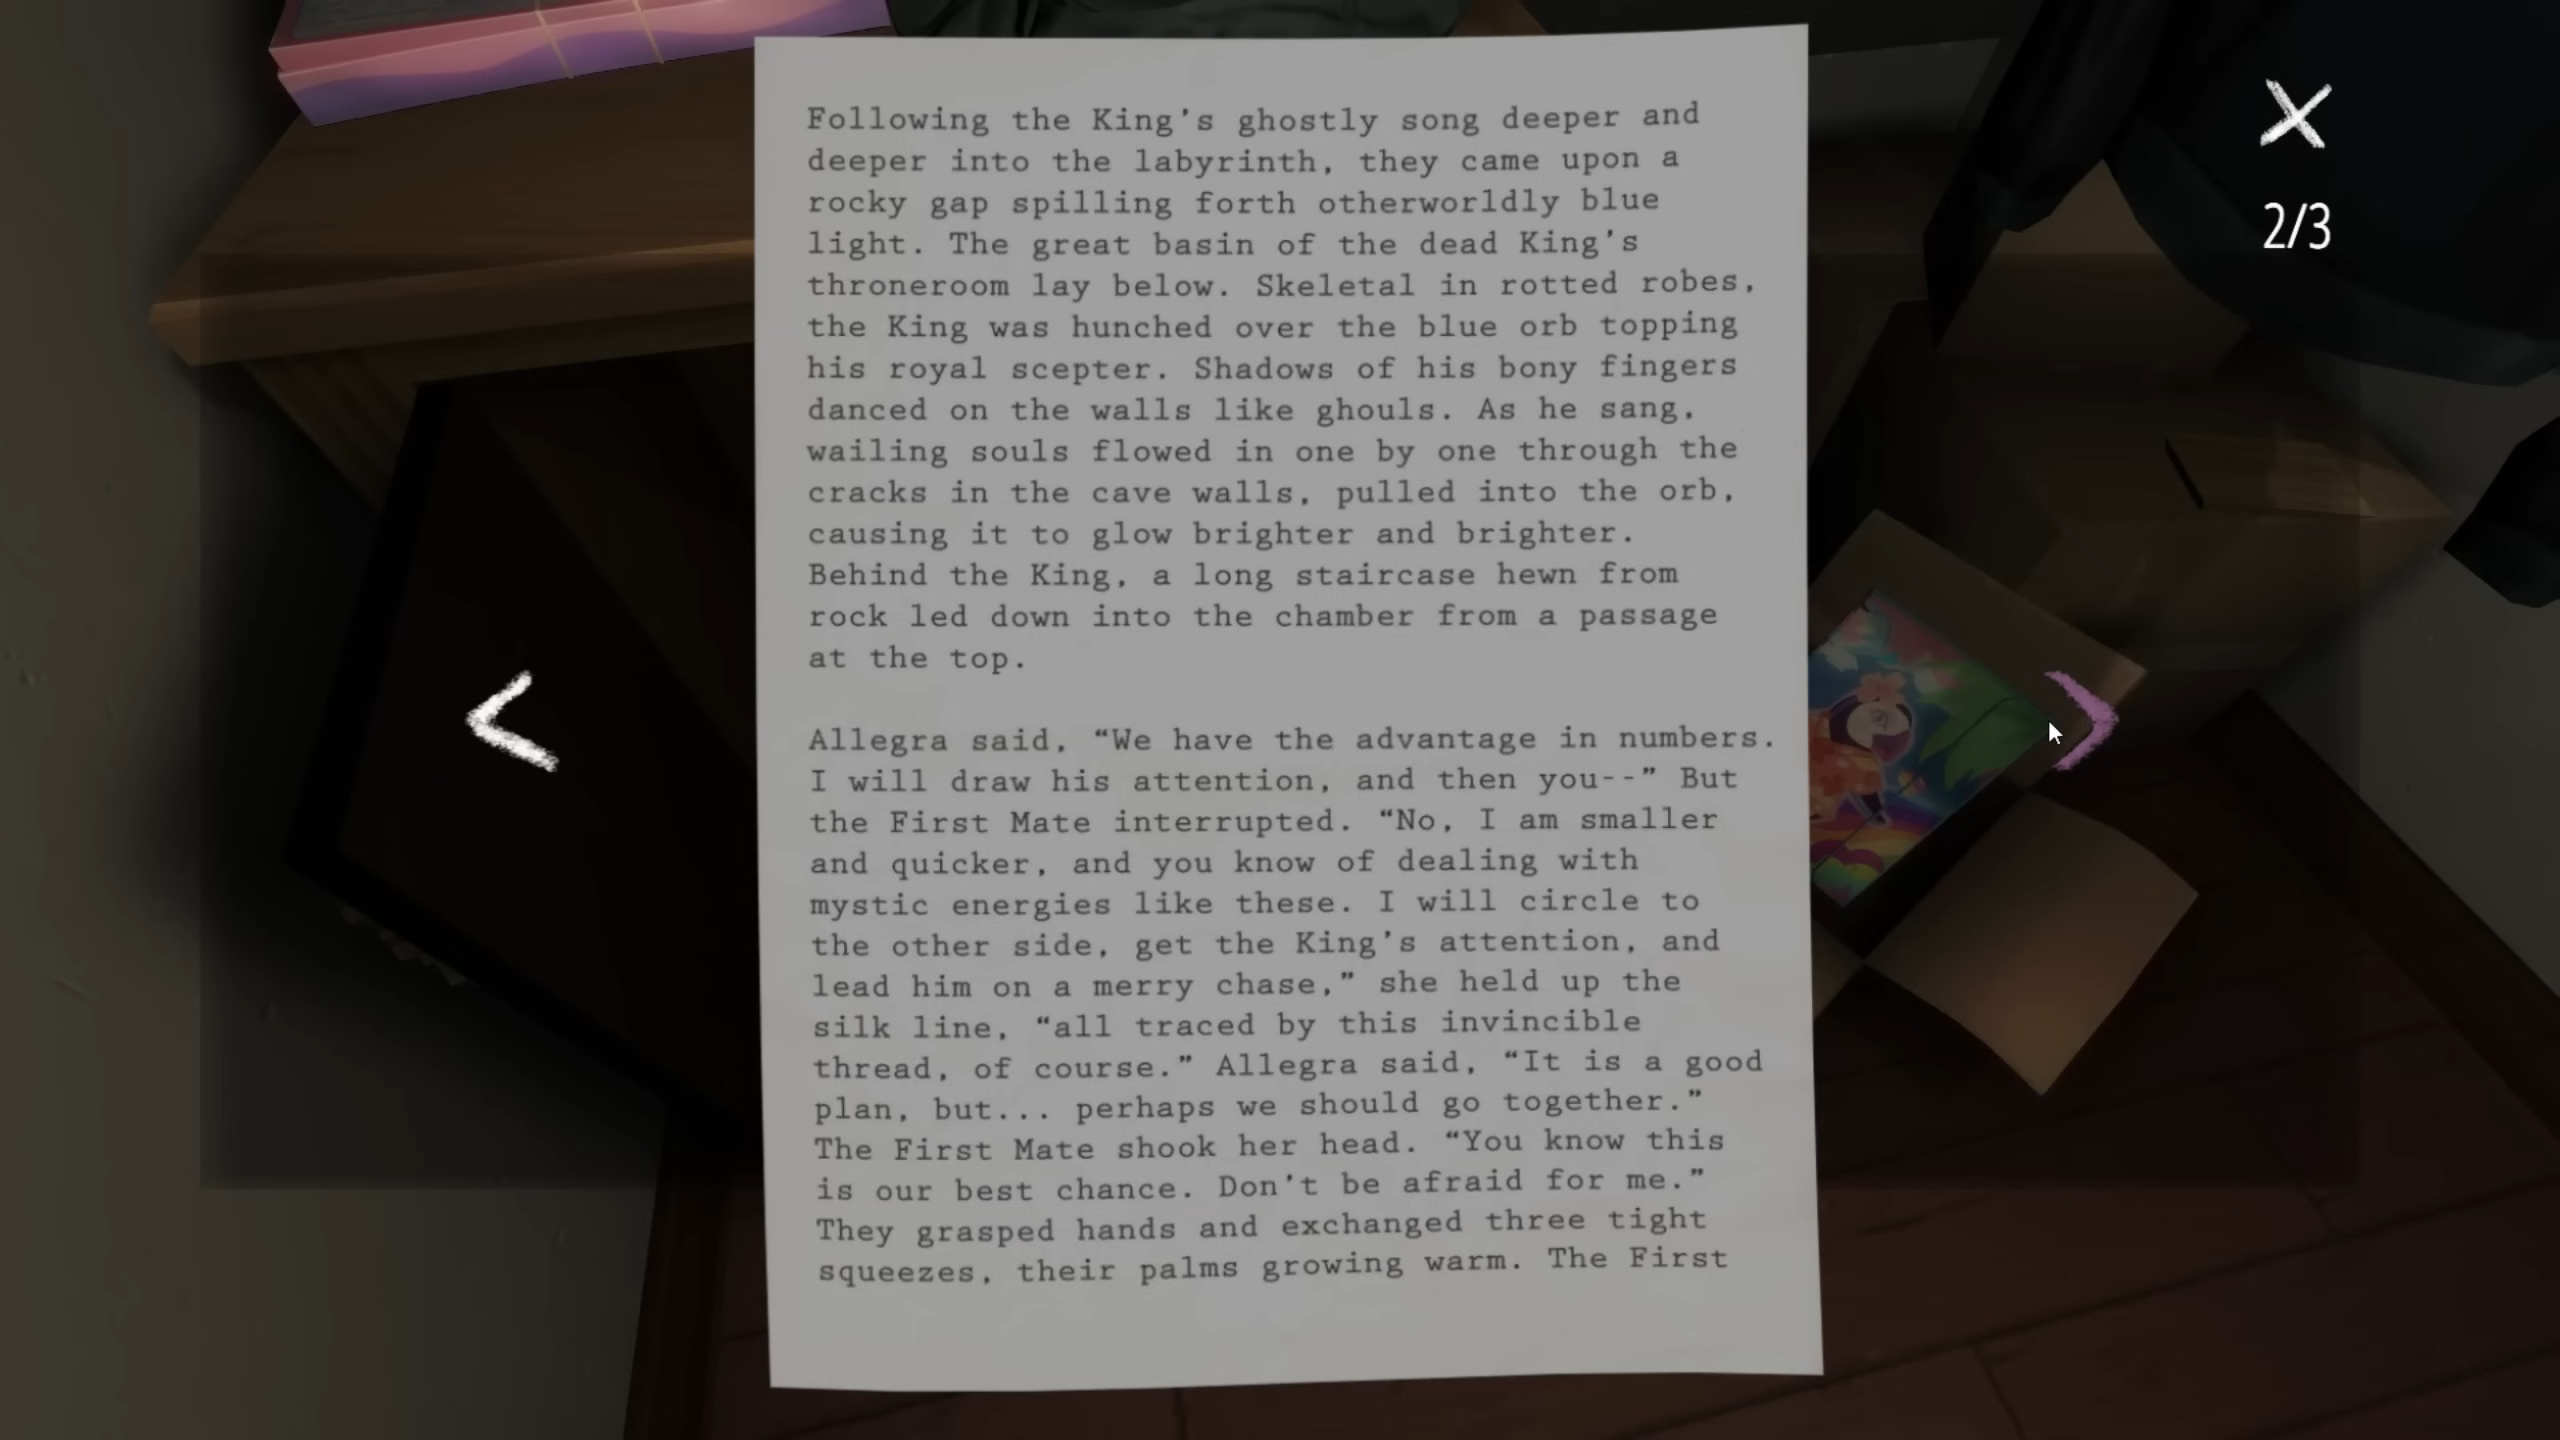 Following the King’s ghostly song deeper and
deeper into the labyrinth, they came upon a
rocky gap spilling forth otherworldly blue
light. The great basin of the dead King’s
throneroom lay below. Skeletal in rotted robes,
the King was hunched over the blue orb topping
his royal scepter. Shadows of his bony fingers
danced on the walls like ghouls. As he sang,
wailing souls flowed in one by one through the
cracks in the cave walls, pulled into the orb,
causing it to glow brighter and brighter.
Behind the King, a long staircase hewn from
rock led down into the chamber from a passage
at the top.
Allegra said, “We have the advantage in numbers.
I will draw his attention, and then you--” But
the First Mate interrupted. “No, I am smaller
and quicker, and you know of dealing with
mystic energies like these. I will circle to
the other side, get the King’s attention, and
lead him on a merry chase,” she held up the
silk line, “all traced by this invincible
thread, of course.” Allegra said, “It is a good
plan, but... perhaps we should go together.”
The First Mate shook her head. “You know this
is our best chance. Don’t be afraid for me.”
They grasped hands and exchanged three tight
squeezes, their palms growing warm. The First
2/3